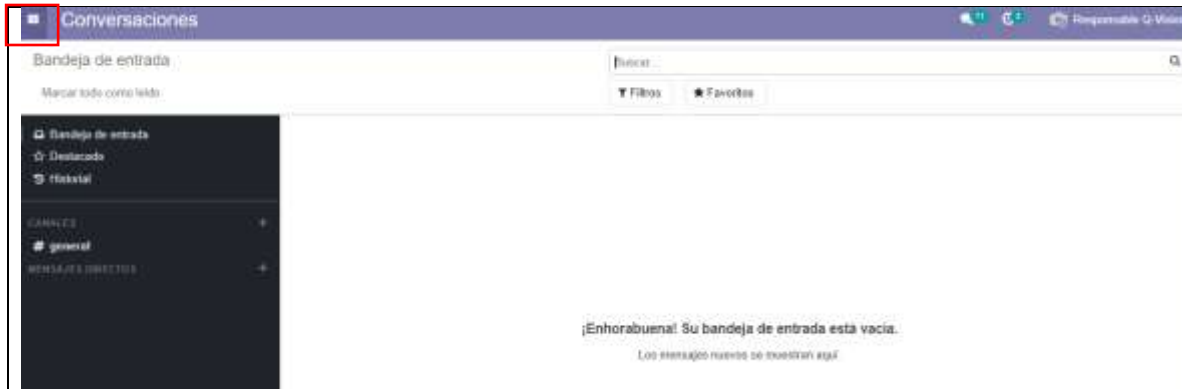 Conversaciones
Responsable Q-Vision
Bandeja de entrada
Buscar...
Marcar todo como leído
Filtros
Favoritos
Bandeja de entrada
Destacado
Historial
CANALES
# general
MENSAJES DIRECTOS
¡Enhorabuena! Su bandeja de entrada está vacía.
Los mensajes nuevos se muestran aquí